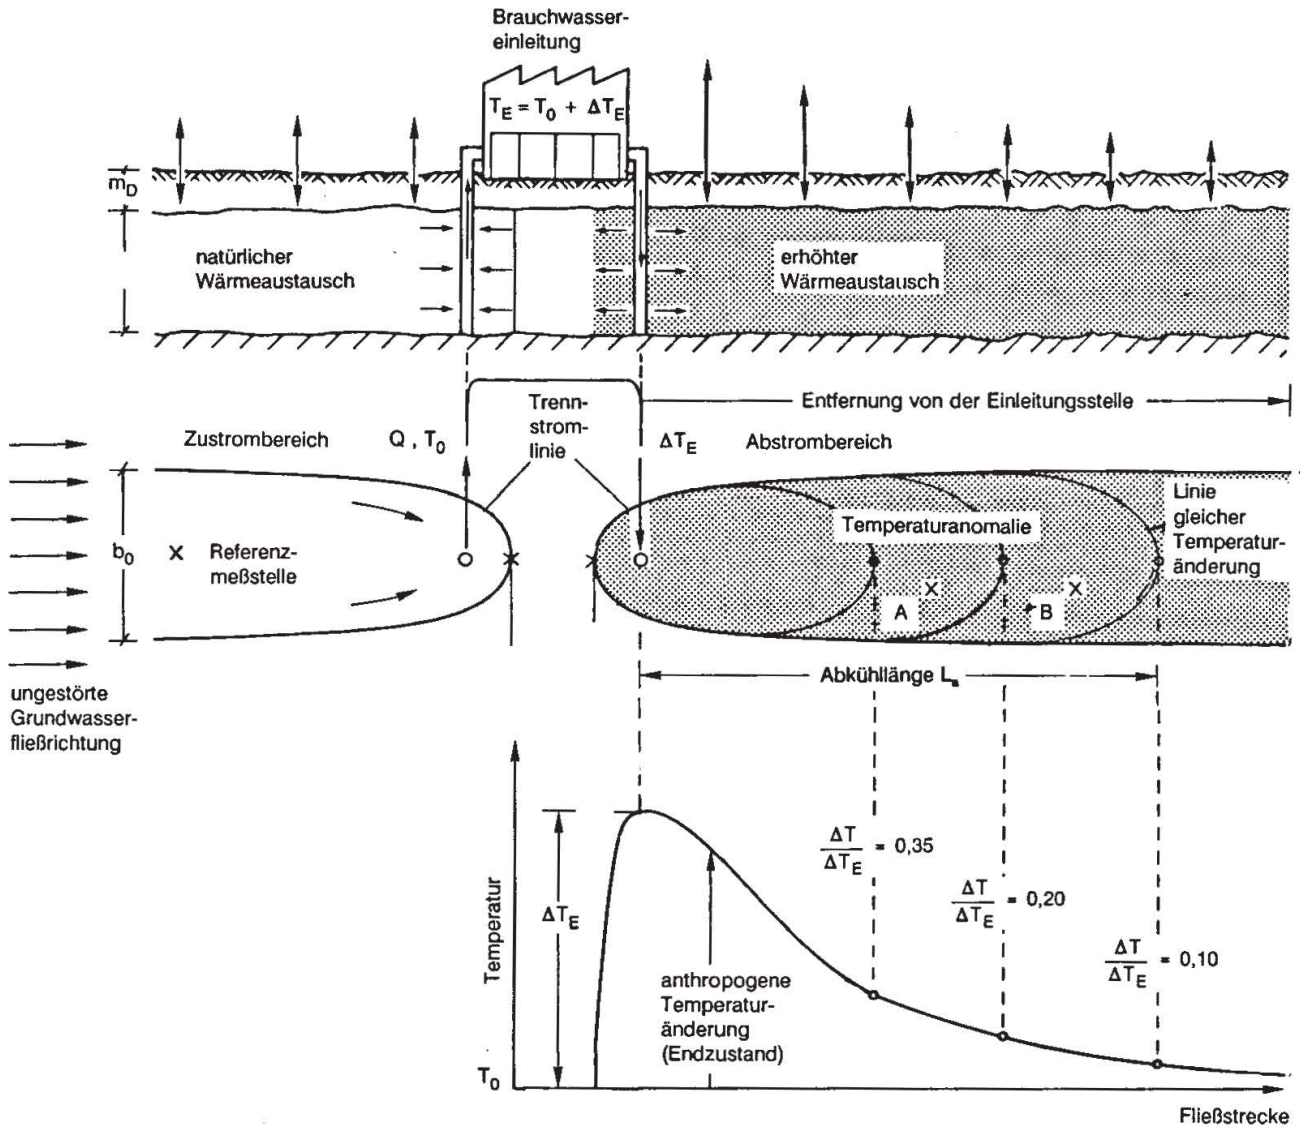 Brauchwasser-
einleitung
T_E = T_0 + ΔT_E
m_D
natürlicher
Wärmeaustausch
erhöhter
Wärmeaustausch
Entfernung von der Einleitungsstelle
Trenn-
strom-
linie
Zustrombereich
Q , T_0
ΔT_E
Abstrombereich
b_0
x Referenz-
meßstelle
Temperaturanomalie
Linie
gleicher
Temperatur-
änderung
A x
B x
ungestörte
Grundwasser-
fließrichtung
Abkühllänge L_a
Temperatur
ΔT_E
ΔT/ΔT_E = 0,35
ΔT/ΔT_E = 0,20
ΔT/ΔT_E = 0,10
anthropogene
Temperatur-
änderung
(Endzustand)
T_0
Fließstrecke